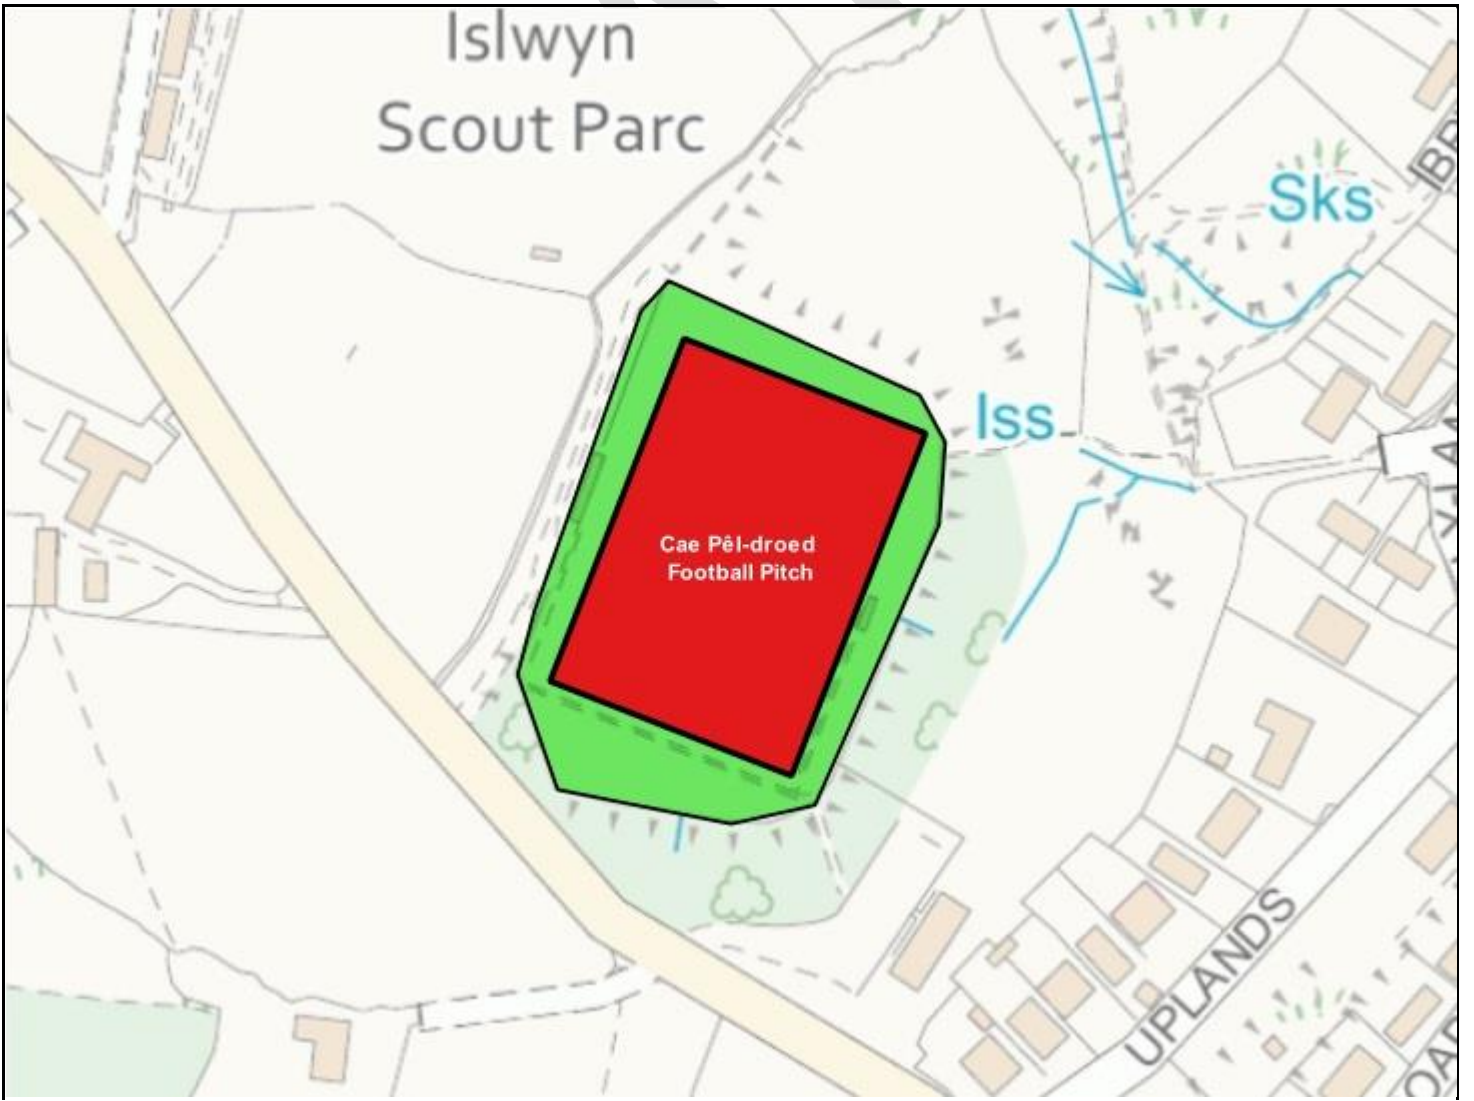 Islwyn
Scout Parc
Sks
Iss
Cae Pêl-droed
Football Pitch
UPLANDS